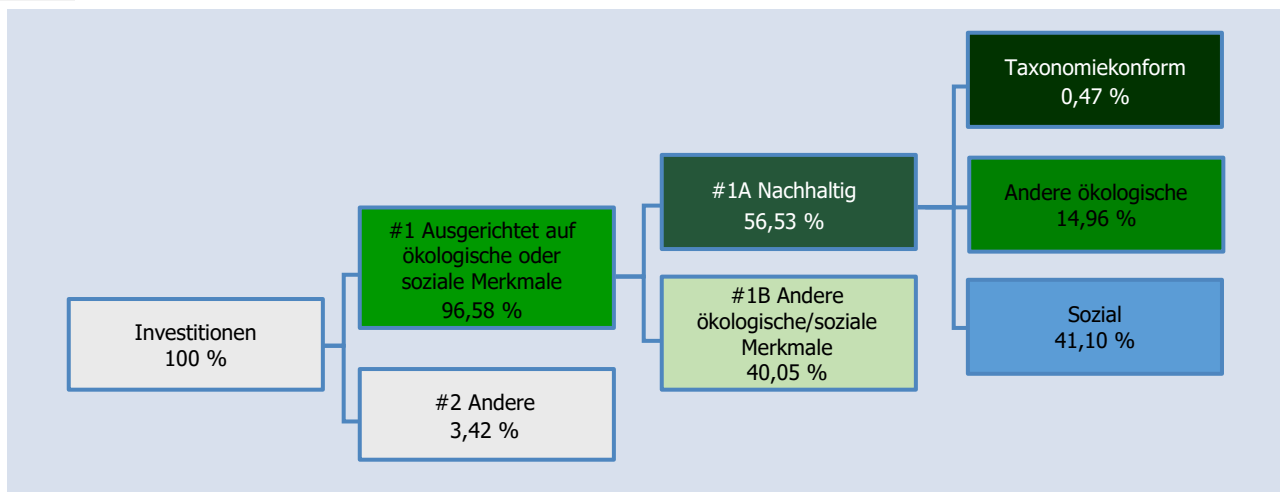 Investitionen
100 %
#1 Ausgerichtet auf
ökologische oder
soziale Merkmale
96,58 %
#2 Andere
3,42 %
#1A Nachhaltig
56,53 %
#1B Andere
ökologische/soziale
Merkmale
40,05 %
Taxonomiekonform
0,47 %
Andere ökologische
14,96 %
Sozial
41,10 %